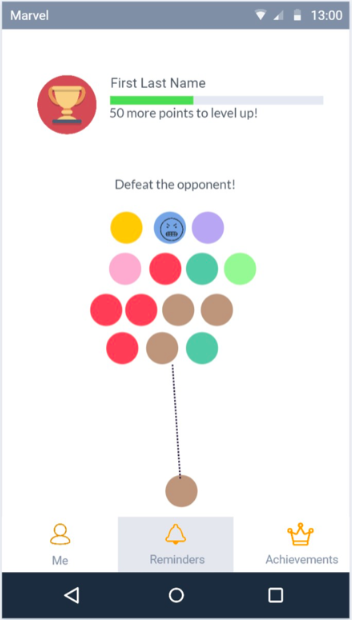 Marvel
13:00
First Last Name
50 more points to level up!
Defeat the opponent!
Me
Reminders
Achievements